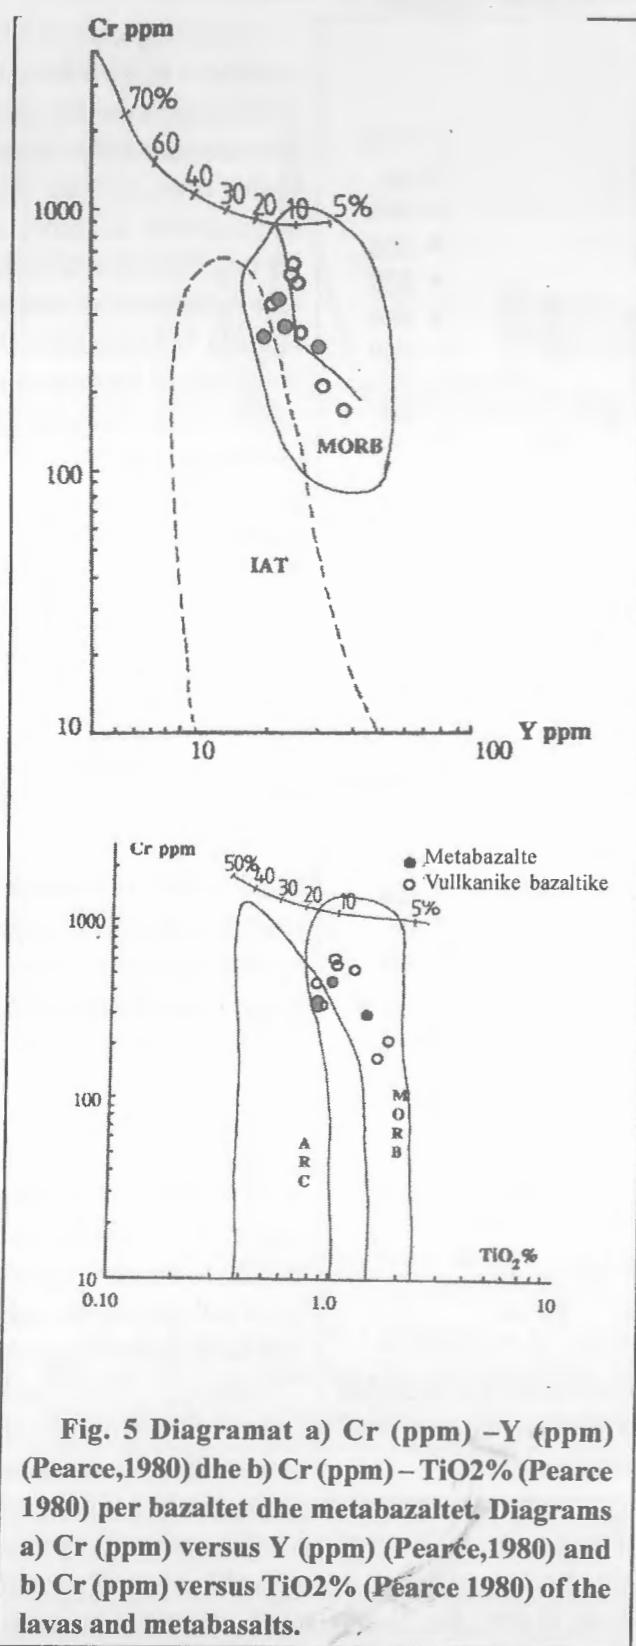 Cr ppm
70%
60
40
30
20
10
5%
1000
100
MORB
IAT
10
10
100
Y ppm
Cr ppm
50%
40
30
20
10
5%
Metabazalte
Vullkanike bazaltike
1000
100
MORB
ARC
10
TiO2%
0.10
1.0
10
Fig. 5 Diagramat a) Cr (ppm) –Y (ppm)
(Pearce,1980) dhe b) Cr (ppm) – TiO2% (Pearce
1980) per bazaltet dhe metabazaltet. Diagrams
a) Cr (ppm) versus Y (ppm) (Pearce,1980) and
b) Cr (ppm) versus TiO2% (Pearce 1980) of the
lavas and metabasalts.